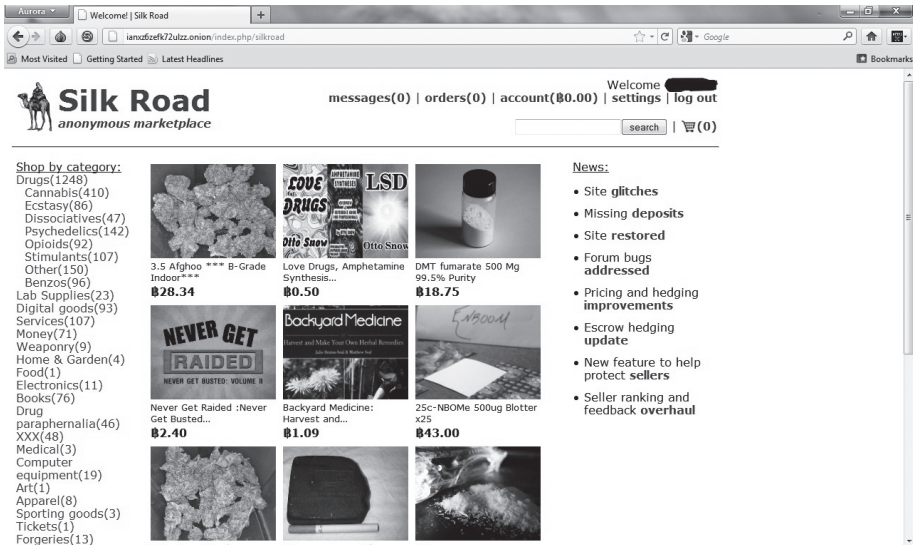 Aurora
Welcome! | Silk Road
ianxz6zefk72ulzz.onion/index.php/silkroad
Google
Most Visited
Getting Started
Latest Headlines
Bookmarks
Silk Road
anonymous marketplace
Welcome
messages(0) | orders(0) | account(฿0.00) | settings | log out
search
(0)
Shop by category:
Drugs(1248)
Cannabis(410)
Ecstasy(86)
Dissociatives(47)
Psychedelics(142)
Opioids(92)
Stimulants(107)
Other(150)
Benzos(96)
Lab Supplies(23)
Digital goods(93)
Services(107)
Money(71)
Weaponry(9)
Home & Garden(4)
Food(1)
Electronics(11)
Books(76)
Drug
paraphernalia(46)
XXX(48)
Medical(3)
Computer
equipment(19)
Art(1)
Apparel(8)
Sporting goods(3)
Tickets(1)
Forgeries(13)
3.5 Afghoo *** B-Grade
Indoor***
฿28.34
LOVE
DRUGS
Otto Snow
AMPHETAMINE
SYNTHESES
LSD
Otto Snow
Love Drugs, Amphetamine
Synthesis...
฿0.50
DMT fumarate 500 Mg
99.5% Purity
฿18.75
NEVER GET
RAIDED
NEVER GET BUSTED: VOLUME II
Never Get Raided :Never
Get Busted...
฿2.40
Backyard Medicine
Harvest and Make Your Own Herbal Remedies
Backyard Medicine:
Harvest and...
฿1.09
25c-NBOMe 500ug Blotter
x25
฿43.00
News:
Site glitches
Missing deposits
Site restored
Forum bugs
addressed
Pricing and hedging
improvements
Escrow hedging
update
New feature to help
protect sellers
Seller ranking and
feedback overhaul